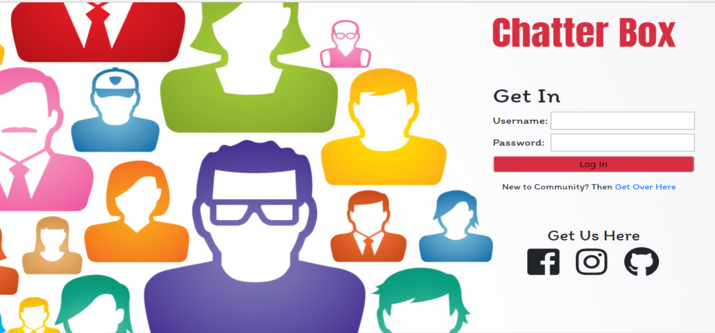 Chatter Box
Get In
Username:
Password:
Log In
New to Community? Then Get Over Here
Get Us Here